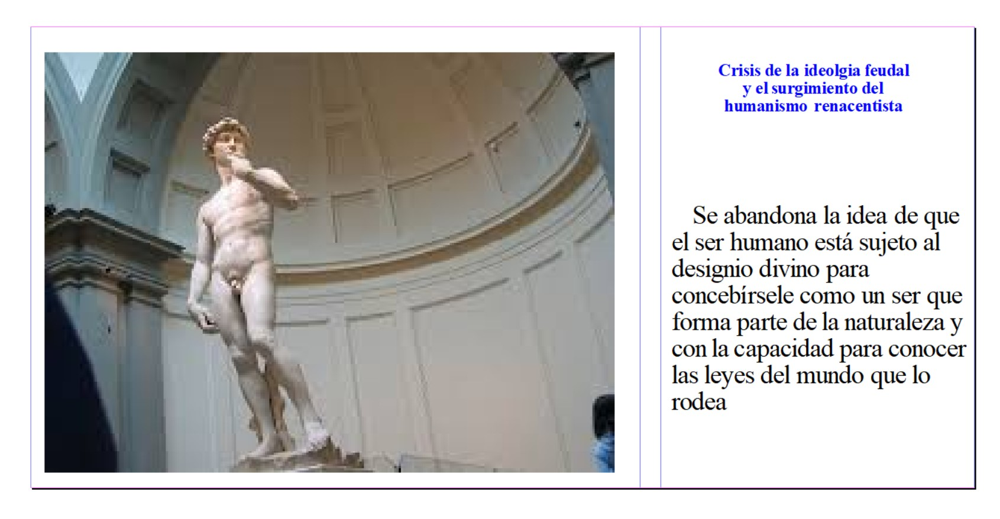 Crisis de la ideolgia feudal
y el surgimiento del
humanismo renacentista
Se abandona la idea de que
el ser humano está sujeto al
designio divino para
concebírsele como un ser que
forma parte de la naturaleza y
con la capacidad para conocer
las leyes del mundo que lo
rodea